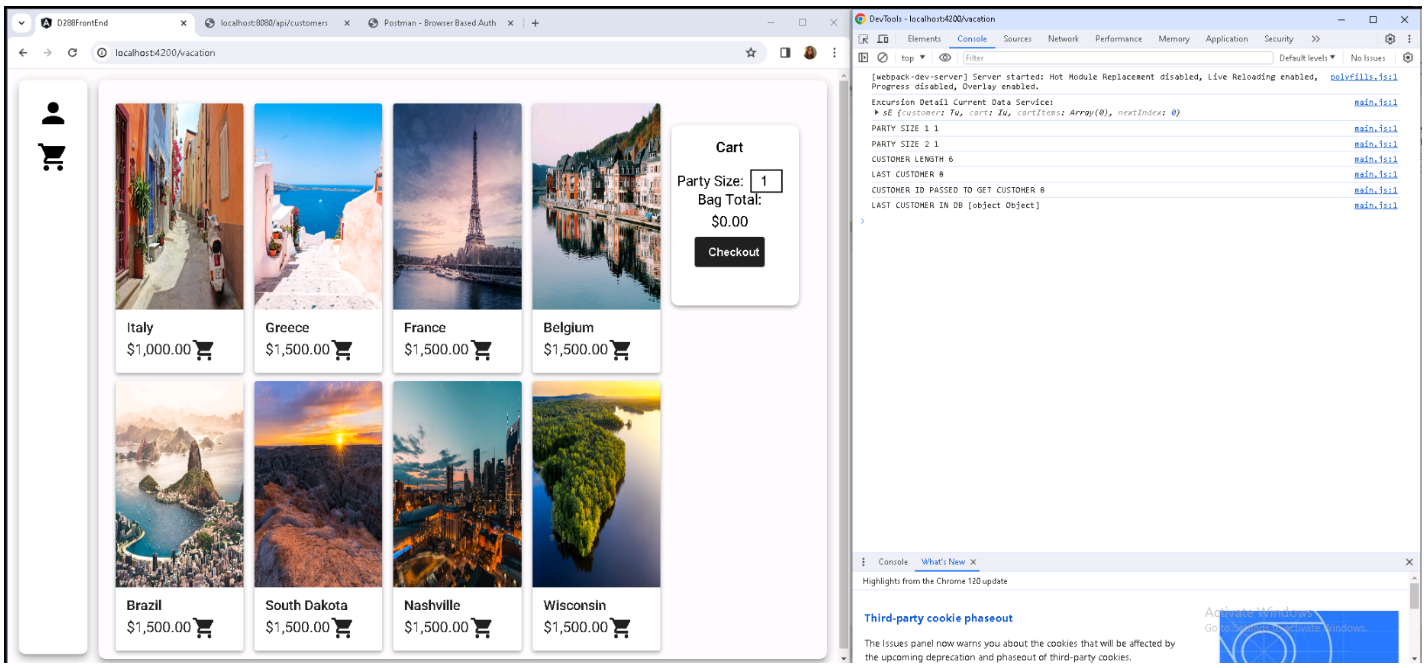 D288FrontEnd
localhost:8080/api/customers
Postman - Browser Based Auth
localhost:4200/vacation
Italy
$1,000.00
Greece
$1,500.00
France
$1,500.00
Belgium
$1,500.00
Brazil
$1,500.00
South Dakota
$1,500.00
Nashville
$1,500.00
Wisconsin
$1,500.00
Cart
Party Size: 1
Bag Total:
$0.00
Checkout
DevTools - localhost:4200/vacation
Elements Console Sources Network Performance Memory Application Security
top Filter Default levels No Issues
[webpack-dev-server] Server started: Hot Module Replacement disabled, Live Reloading enabled, polyfills.js:1
Progress disabled, Overlay enabled.
Excursion Detail Current Data Service: main.js:1
sE {customer: Tu, cart: Iu, cartItems: Array(0), nextIndex: 0}
PARTY SIZE 1 1 main.js:1
PARTY SIZE 2 1 main.js:1
CUSTOMER LENGTH 6 main.js:1
LAST CUSTOMER 8 main.js:1
CUSTOMER ID PASSED TO GET CUSTOMER 8 main.js:1
LAST CUSTOMER IN DB [object Object] main.js:1
Console What's New
Highlights from the Chrome 120 update
Third-party cookie phaseout
The Issues panel now warns you about the cookies that will be affected by
the upcoming deprecation and phaseout of third-party cookies.
Activate Windows
Go to Settings to activate Windows.